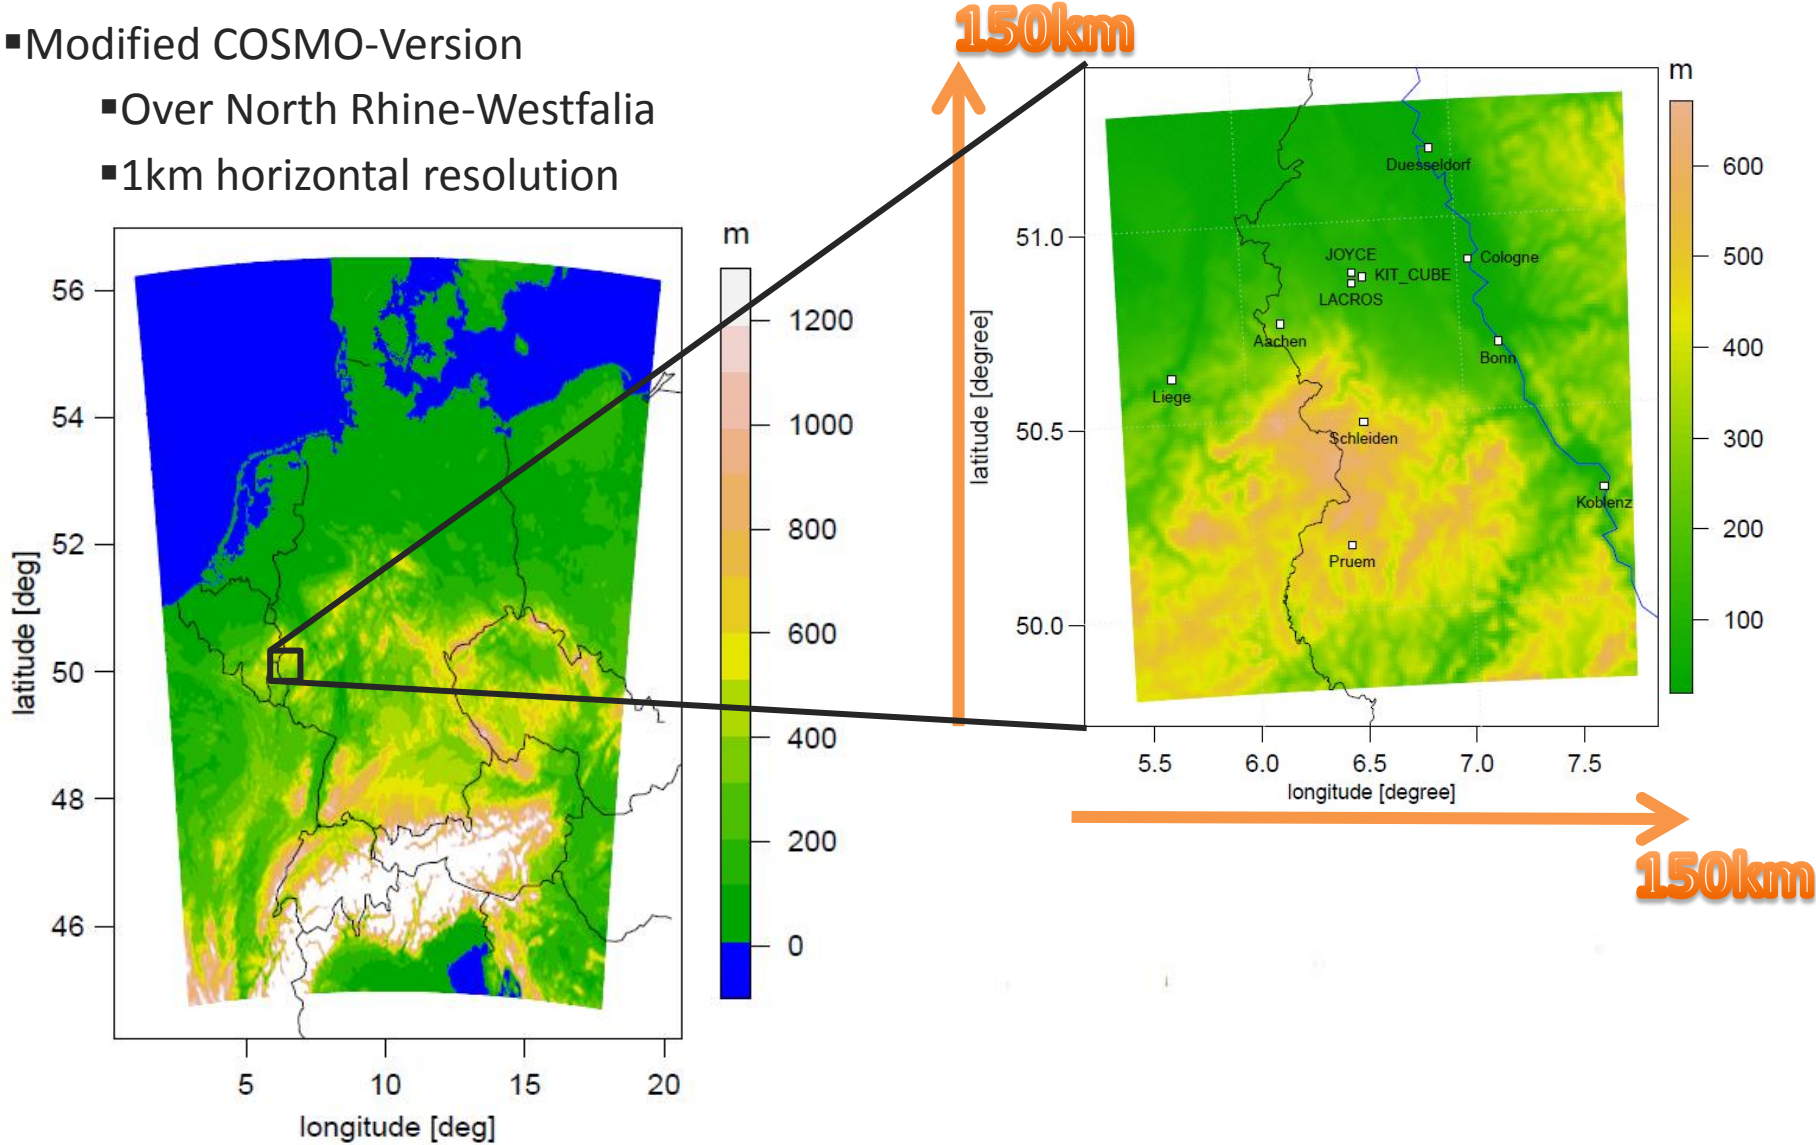 ▪Modified COSMO-Version
▪Over North Rhine-Westfalia
▪1km horizontal resolution
m
56
54
52
50
48
46
latitude [deg]
5
10
15
20
longitude [deg]
1200
1000
800
600
400
200
0
150km
m
51.0
50.5
50.0
latitude [degree]
Duesseldorf
JOYCE
KIT_CUBE
LACROS
Cologne
Aachen
Bonn
Liege
Schleiden
Koblenz
Pruem
5.5
6.0
6.5
7.0
7.5
longitude [degree]
600
500
400
300
200
100
150km